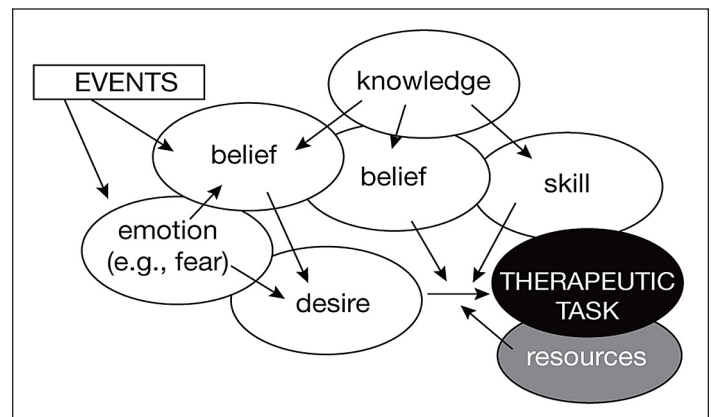 EVENTS
knowledge
belief
belief
skill
emotion
(e.g., fear)
desire
THERAPEUTIC
TASK
resources